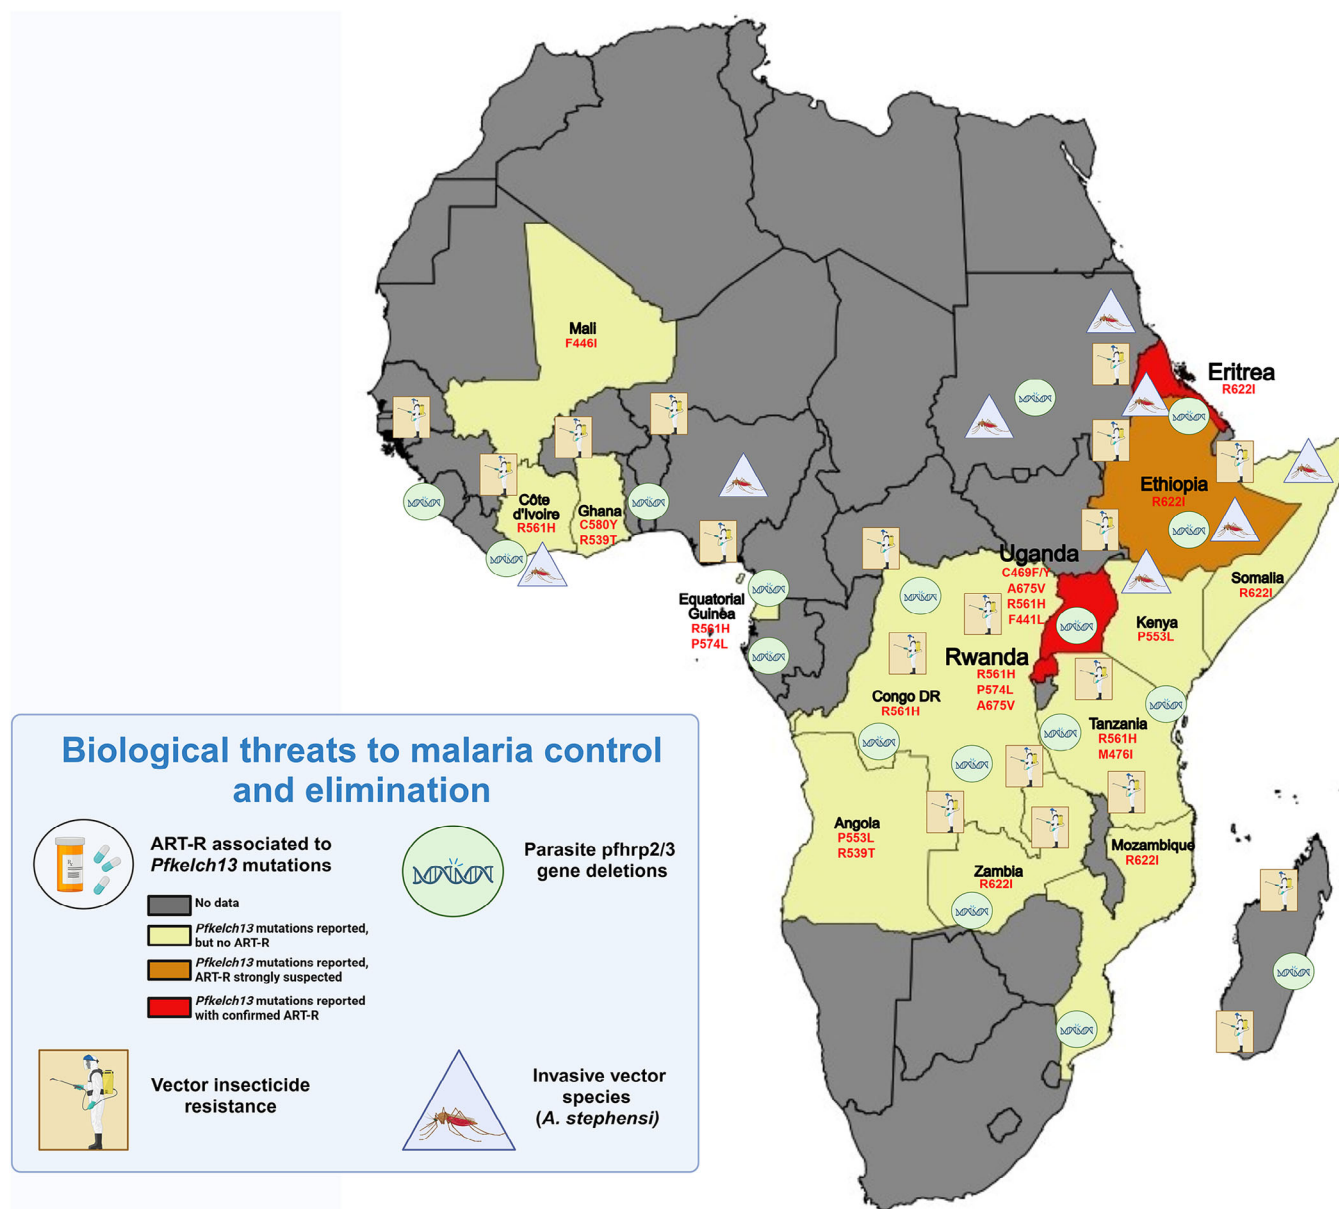 Mali
F446I
Eritrea
R622I
Côte
d'Ivoire
R561H
Ghana
C580Y
R539T
Ethiopia
R622I
Uganda
C469F/Y
A675V
R561H
F441L
Somalia
R622I
Equatorial
Guinea
R561H
P574L
Kenya
P553L
Rwanda
R561H
P574L
A675V
Congo DR
R561H
Tanzania
R561H
M476I
Angola
P553L
R539T
Mozambique
R622I
Zambia
R622I
Biological threats to malaria control
and elimination
ART-R associated to
Pfkelch13 mutations
No data
Pfkelch13 mutations reported,
but no ART-R
Pfkelch13 mutations reported,
ART-R strongly suspected
Pfkelch13 mutations reported
with confirmed ART-R
Parasite pfhrp2/3
gene deletions
Vector insecticide
resistance
Invasive vector
species
(A. stephensi)